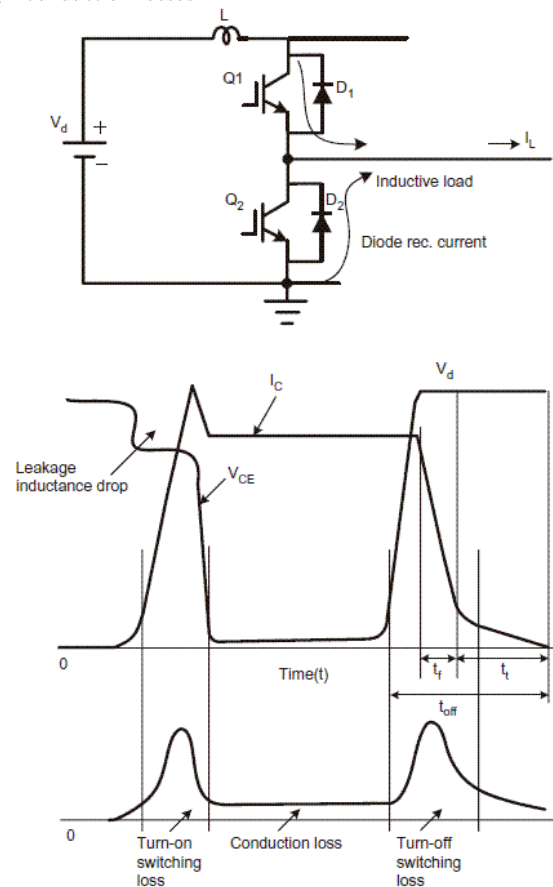 L
Q1
D1
Vd
+
−
IL
Inductive load
Q2
D2
Diode rec. current
Vd
IC
Leakage
inductance drop
VCE
0
Time(t)
tf
tt
toff
0
Turn-on
switching
loss
Conduction loss
Turn-off
switching
loss